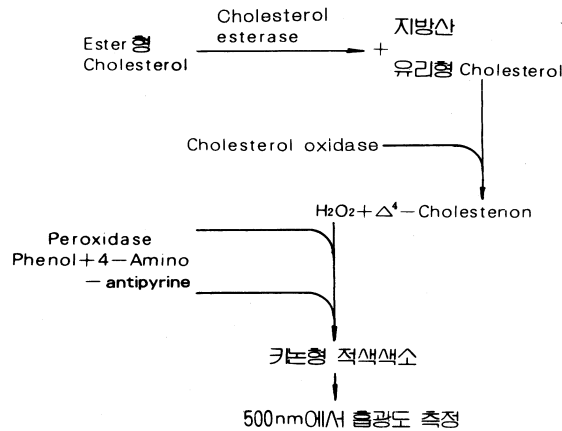 Cholesterol
esterase
Ester형
Cholesterol
+
지방산
유리형 Cholesterol
Cholesterol oxidase
H2O2+△⁴-Cholestenon
Peroxidase
Phenol+4-Amino
-antipyrine
키논형 적색색소
500nm에서 흡광도 측정